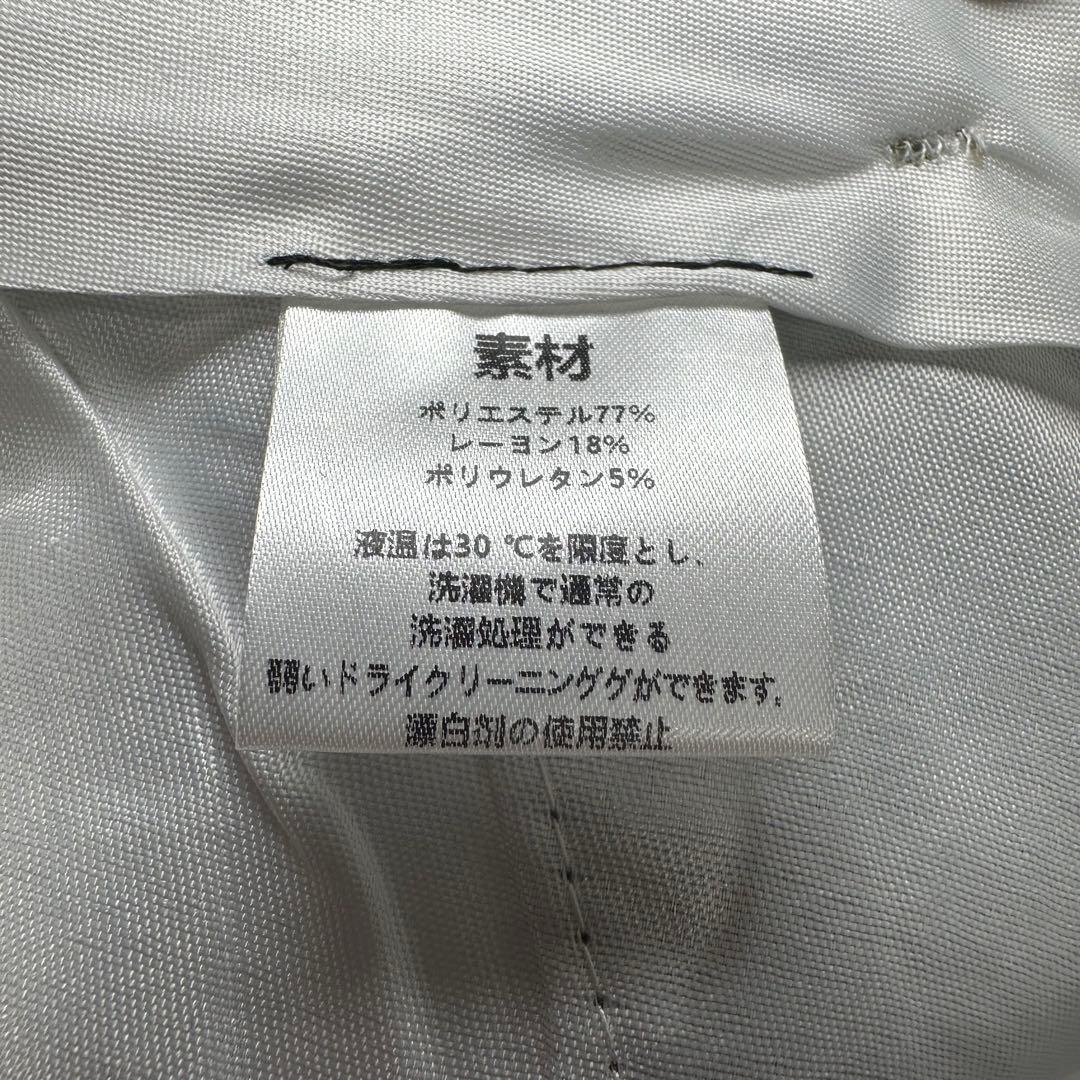 素材
ポリエステル77%
レーヨン18%
ポリウレタン5%
液温は30 ℃を限度とし、
洗濯機で通常の
洗濯処理ができる
弱いドライクリーニンググができます。
漂白剤の使用禁止